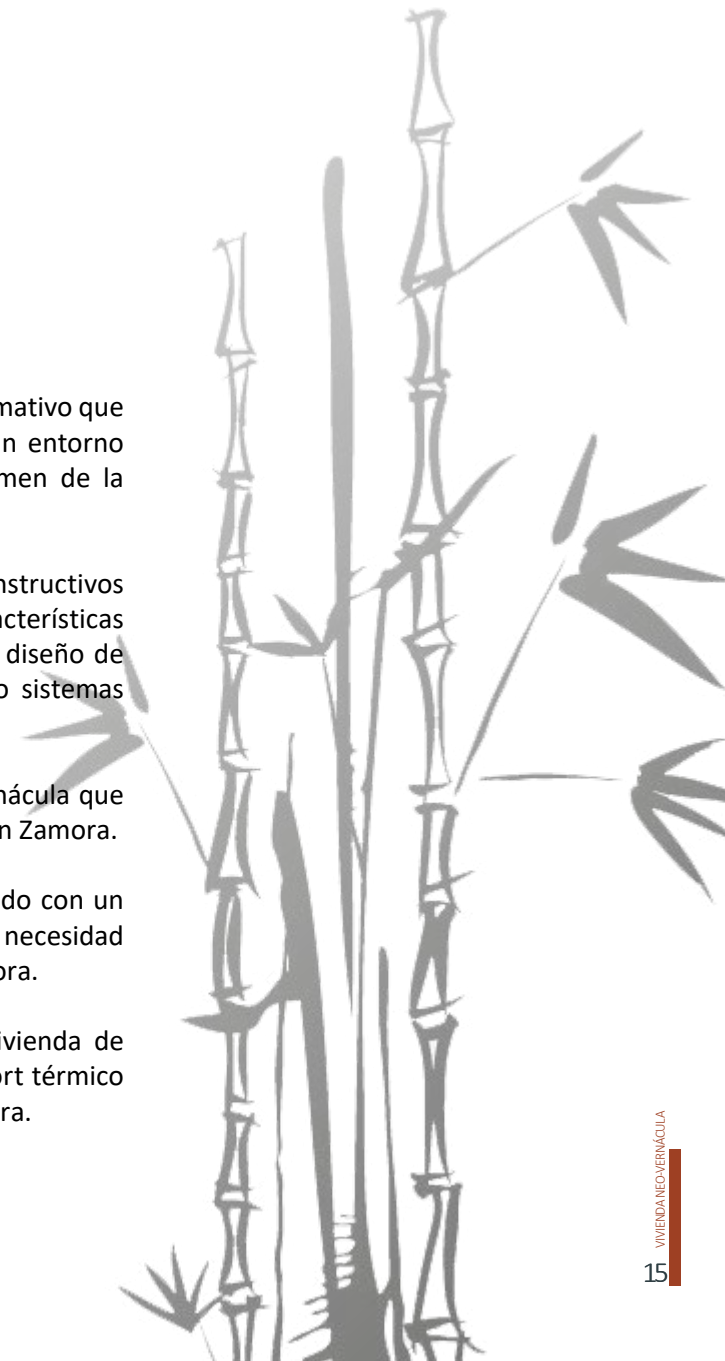 mativo que
n entorno
men de la
nstructivos
acterísticas
diseño de
o sistemas
nácula que
n Zamora.
do con un
necesidad
ora.
ivienda de
ort térmico
ra.
VIVIENDA NEO-VERNÁCULA
15